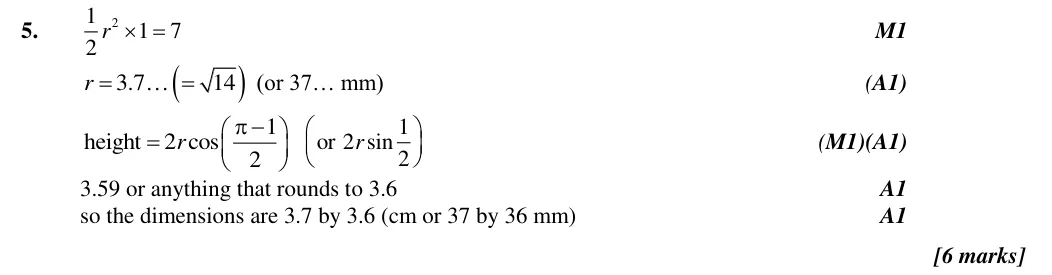 5. 1/2 r² × 1 = 7 M1
r = 3.7… (= √14) (or 37… mm) (A1)
height = 2r cos((π − 1)/2) (or 2r sin 1/2) (M1)(A1)
3.59 or anything that rounds to 3.6 A1
so the dimensions are 3.7 by 3.6 (cm or 37 by 36 mm) A1
[6 marks]